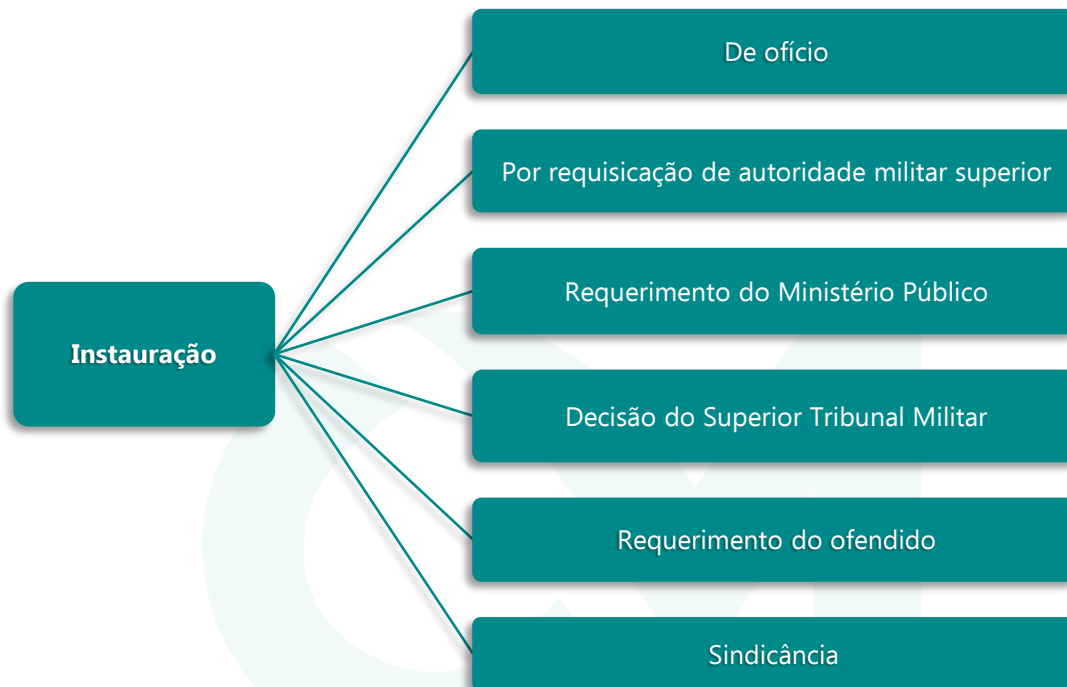 De ofício
Por requisicação de autoridade militar superior
Requerimento do Ministério Público
Instauração
Decisão do Superior Tribunal Militar
Requerimento do ofendido
Sindicância